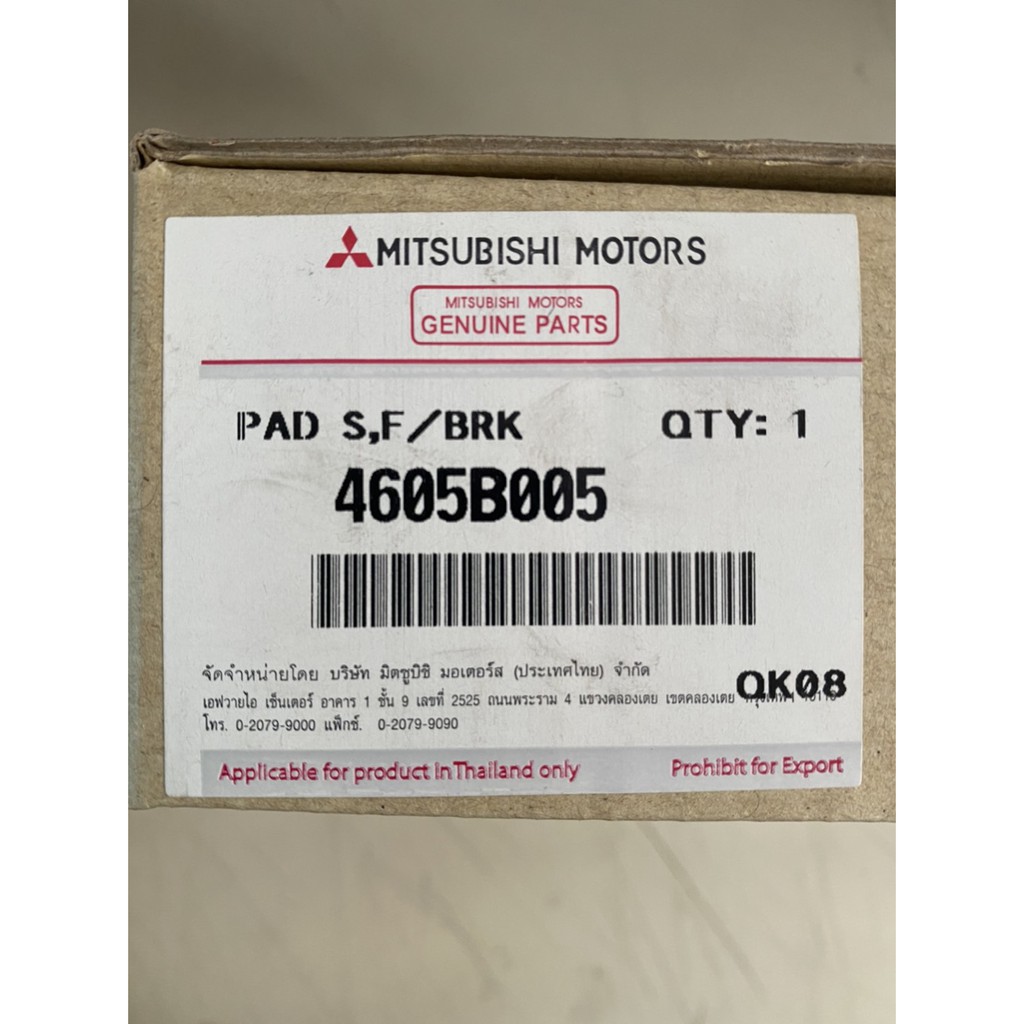 MITSUBISHI MOTORS
MITSUBISHI MOTORS
GENUINE PARTS
PAD S,F/BRK QTY: 1
4605B005
จัดจำหน่ายโดย บริษัท มิตซูบิชิ มอเตอร์ส (ประเทศไทย) จำกัด
เอฟวายไอ เซ็นเตอร์ อาคาร 1 ชั้น 9 เลขที่ 2525 ถนนพระราม 4 แขวงคลองเตย เขตคลองเตย
QK08
โทร. 0-2079-9000 แฟ็กซ์. 0-2079-9090
Applicable for product in Thailand only Prohibit for Export